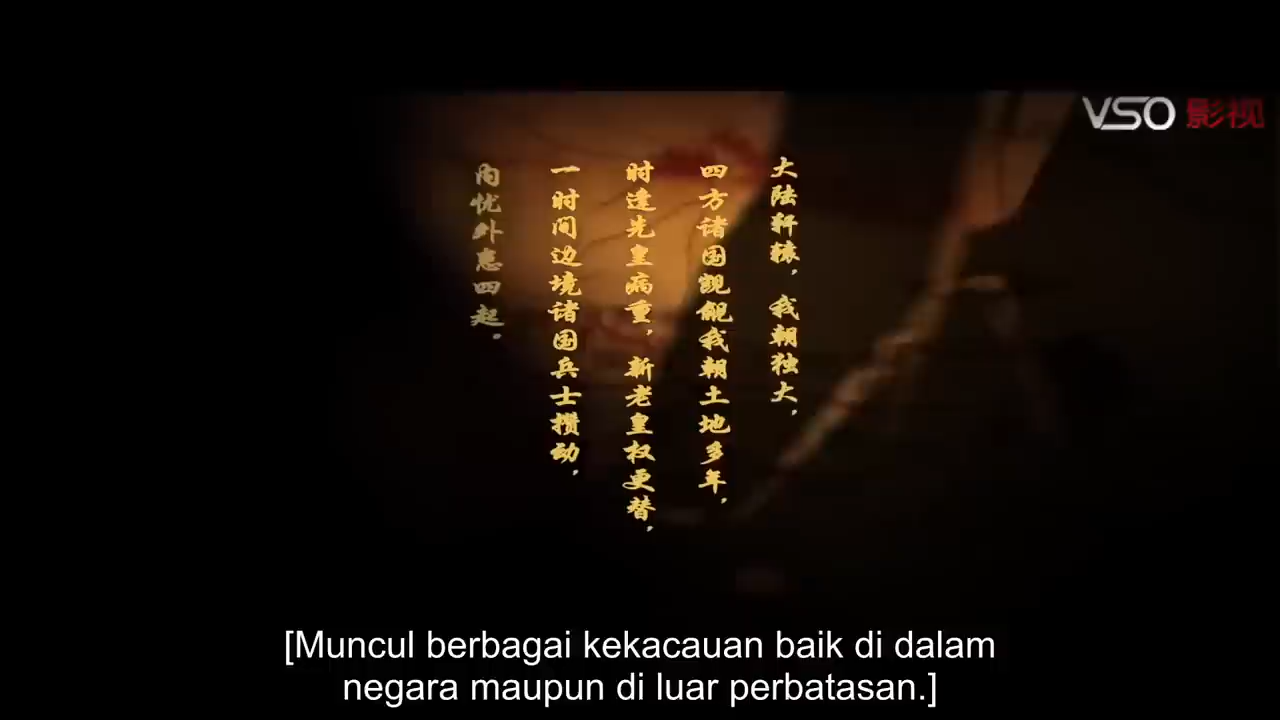 VSO 影视
大陆轩辕，我朝独大，
四方诸国觊觎我朝土地多年，
时逢先皇病重，新老皇权更替，
一时间边境诸国兵士攒动，
内忧外患四起，
[Muncul berbagai kekacauan baik di dalam
negara maupun di luar perbatasan.]